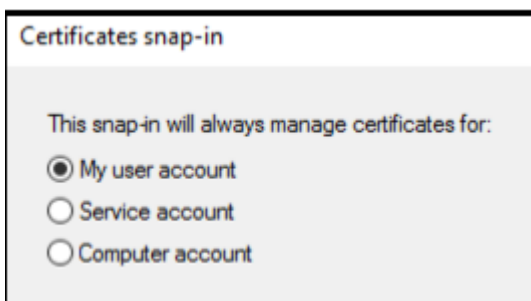 Certificates snap-in
This snap-in will always manage certificates for:
My user account
Service account
Computer account